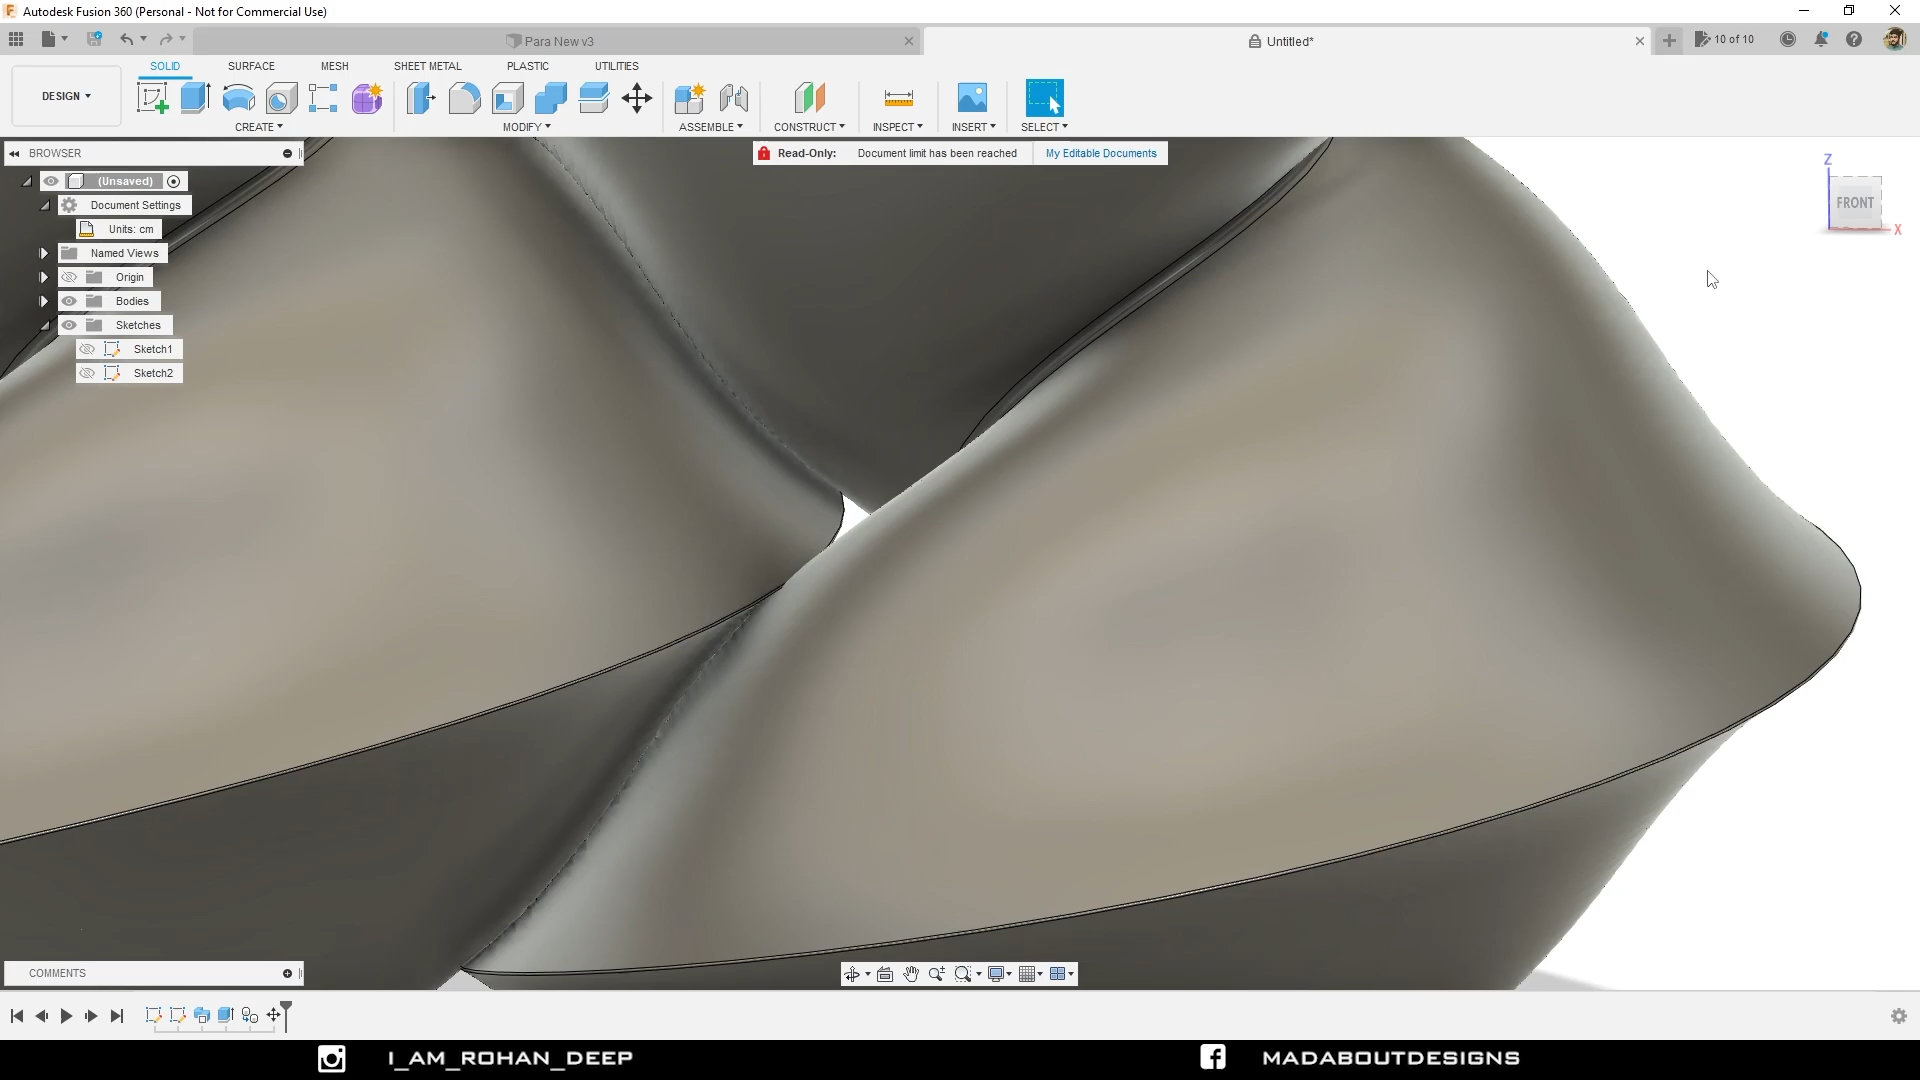 Autodesk Fusion 360 (Personal - Not for Commercial Use)
Para New v3
Untitled*
10 of 10
DESIGN
SOLID
SURFACE
MESH
SHEET METAL
PLASTIC
UTILITIES
CREATE
MODIFY
ASSEMBLE
CONSTRUCT
INSPECT
INSERT
SELECT
BROWSER
Read-Only: Document limit has been reached
My Editable Documents
(Unsaved)
Document Settings
Units: cm
Named Views
Origin
Bodies
Sketches
Sketch1
Sketch2
Z
FRONT
X
COMMENTS
I_AM_ROHAN_DEEP
MADABOUTDESIGNS